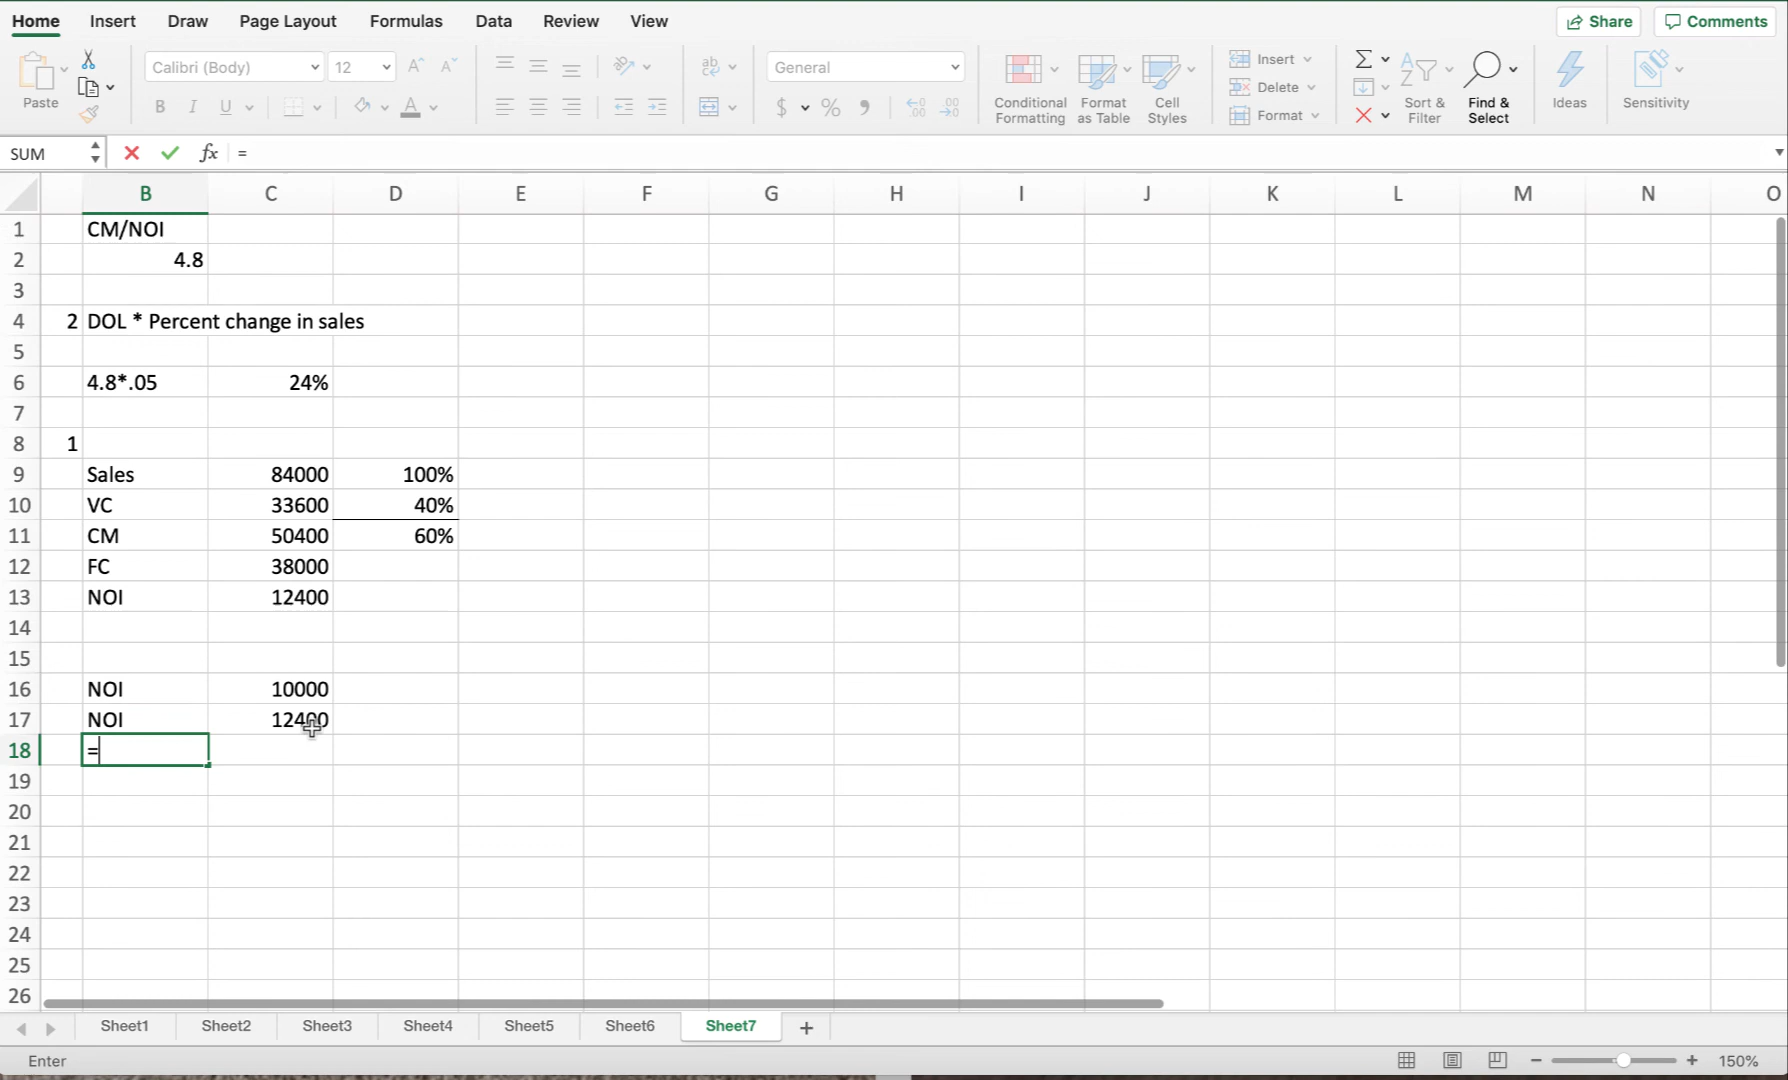 Home Insert Draw Page Layout Formulas Data Review View Share Comments
Paste Calibri (Body) 12 A^ A˅ ab General Insert Σ
B I U A $ % , .00 Conditional Formatting Format as Table Cell Styles Delete Format Sort & Filter Find & Select Ideas Sensitivity
SUM fx =
B C D E F G H I J K L M N O
1 CM/NOI
2 4.8
3
4 2 DOL * Percent change in sales
5
6 4.8*.05 24%
7
8 1
9 Sales 84000 100%
10 VC 33600 40%
11 CM 50400 60%
12 FC 38000
13 NOI 12400
14
15
16 NOI 10000
17 NOI 12400
18 =
19
20
21
22
23
24
25
26
Sheet1 Sheet2 Sheet3 Sheet4 Sheet5 Sheet6 Sheet7 +
Enter 150%